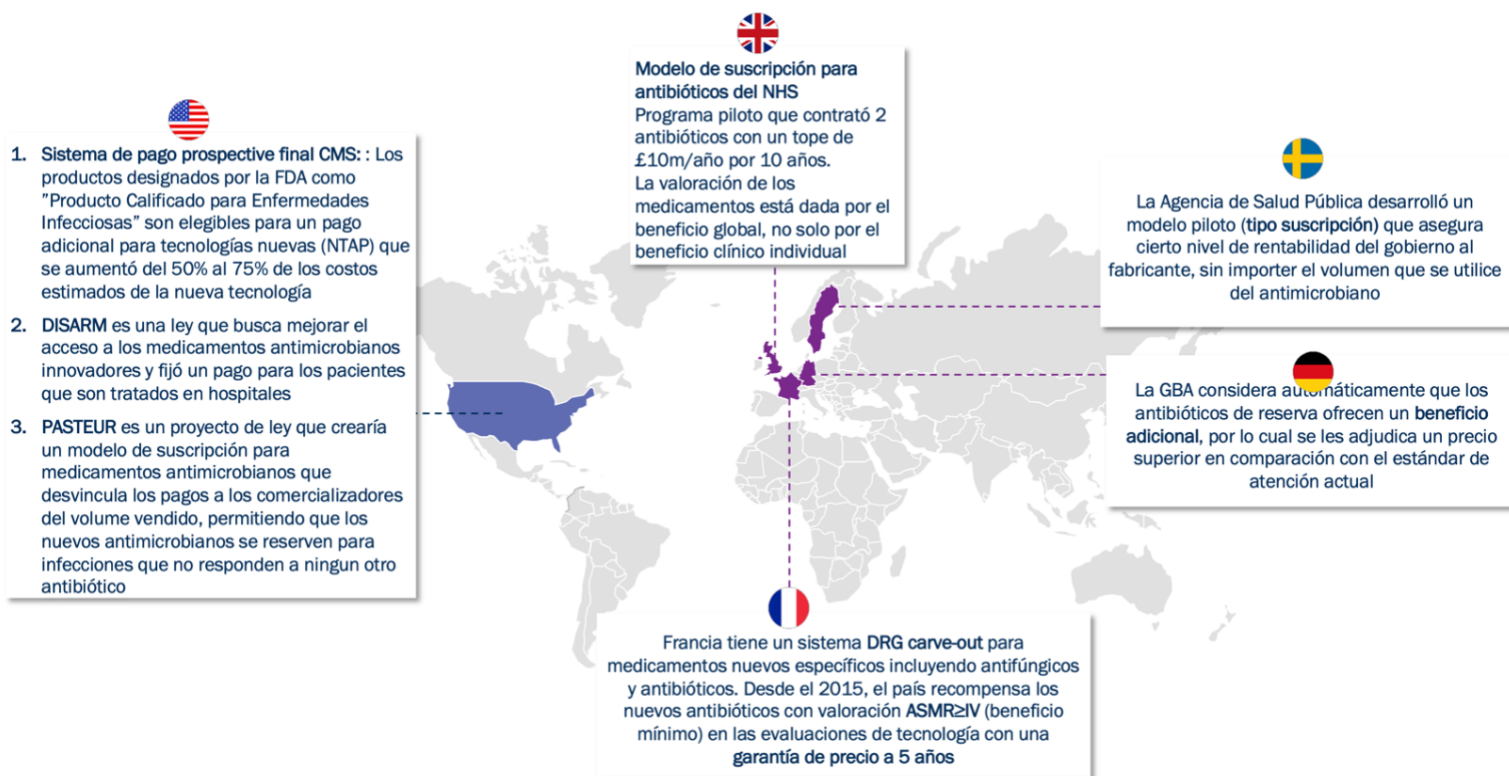 Modelo de suscripción para
antibióticos del NHS
Programa piloto que contrató 2
antibióticos con un tope de
£10m/año por 10 años.
La valoración de los
medicamentos está dada por el
beneficio global, no solo por el
beneficio clínico individual
1. Sistema de pago prospective final CMS: : Los
productos designados por la FDA como
”Producto Calificado para Enfermedades
Infecciosas” son elegibles para un pago
adicional para tecnologías nuevas (NTAP) que
se aumentó del 50% al 75% de los costos
estimados de la nueva tecnología
2. DISARM es una ley que busca mejorar el
acceso a los medicamentos antimicrobianos
innovadores y fijó un pago para los pacientes
que son tratados en hospitales
3. PASTEUR es un proyecto de ley que crearía
un modelo de suscripción para
medicamentos antimicrobianos que
desvincula los pagos a los comercializadores
del volume vendido, permitiendo que los
nuevos antimicrobianos se reserven para
infecciones que no responden a ningun otro
antibiótico
La Agencia de Salud Pública desarrolló un
modelo piloto (tipo suscripción) que asegura
cierto nivel de rentabilidad del gobierno al
fabricante, sin importer el volumen que se utilice
del antimicrobiano
La GBA considera automáticamente que los
antibióticos de reserva ofrecen un beneficio
adicional, por lo cual se les adjudica un precio
superior en comparación con el estándar de
atención actual
Francia tiene un sistema DRG carve-out para
medicamentos nuevos específicos incluyendo antifúngicos
y antibióticos. Desde el 2015, el país recompensa los
nuevos antibióticos con valoración ASMR≥IV (beneficio
mínimo) en las evaluaciones de tecnología con una
garantía de precio a 5 años